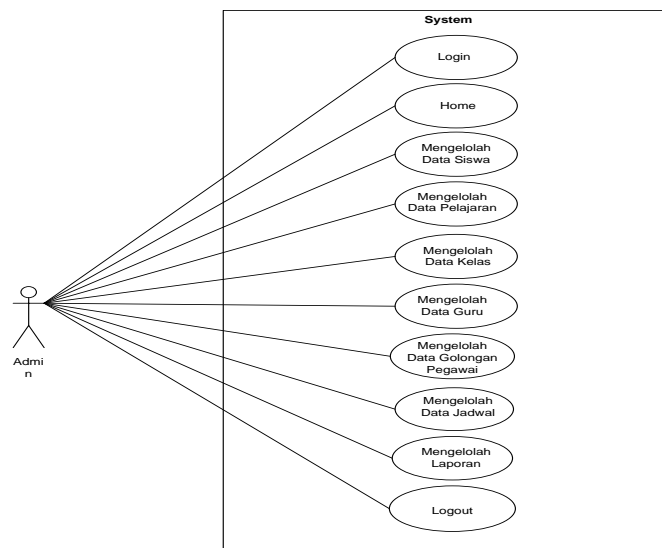 System
Login
Home
Mengelolah
Data Siswa
Mengelolah
Data Pelajaran
Mengelolah
Data Kelas
Mengelolah
Data Guru
Mengelolah
Data Golongan
Pegawai
Mengelolah
Data Jadwal
Mengelolah
Laporan
Logout
Admi
n